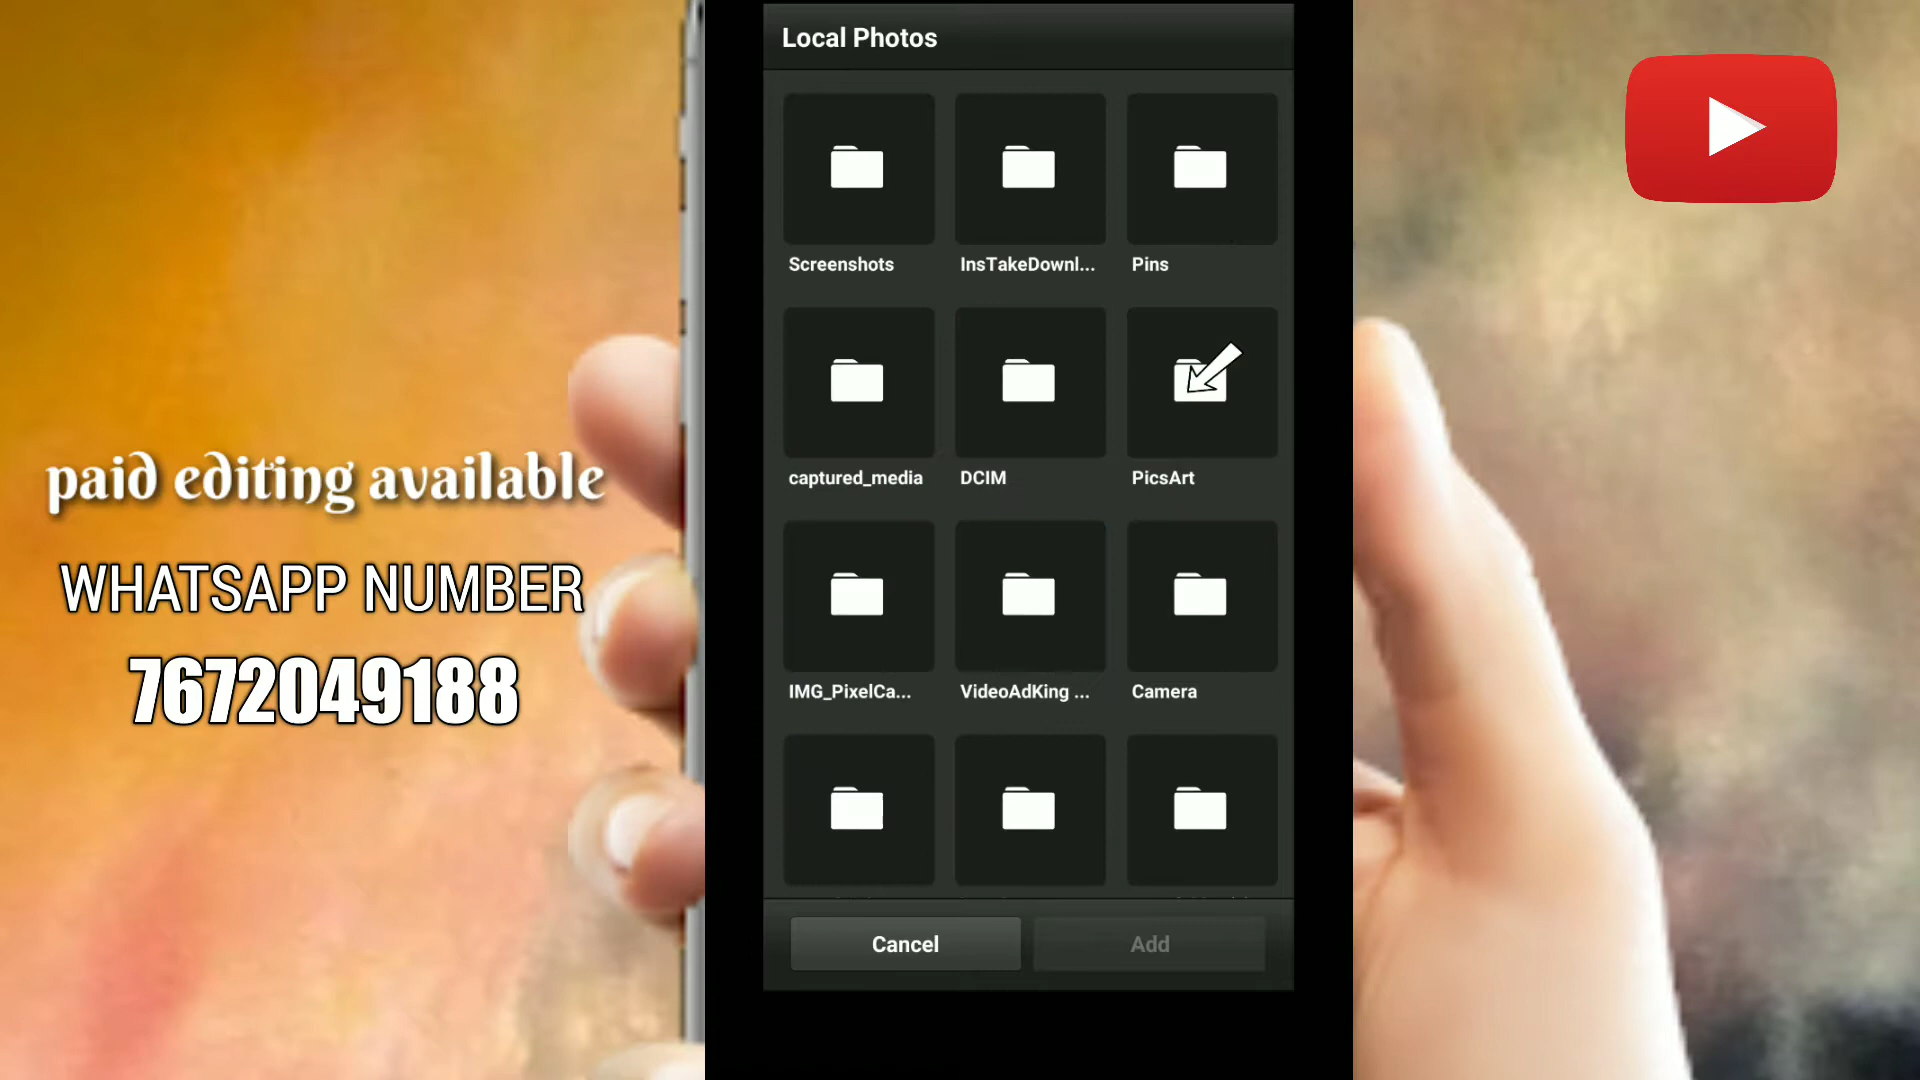 Local Photos
Screenshots
InsTakeDownl...
Pins
captured_media
DCIM
PicsArt
IMG_PixelCa...
VideoAdKing ...
Camera
Cancel
Add
paid editing available
WHATSAPP NUMBER
7672049188